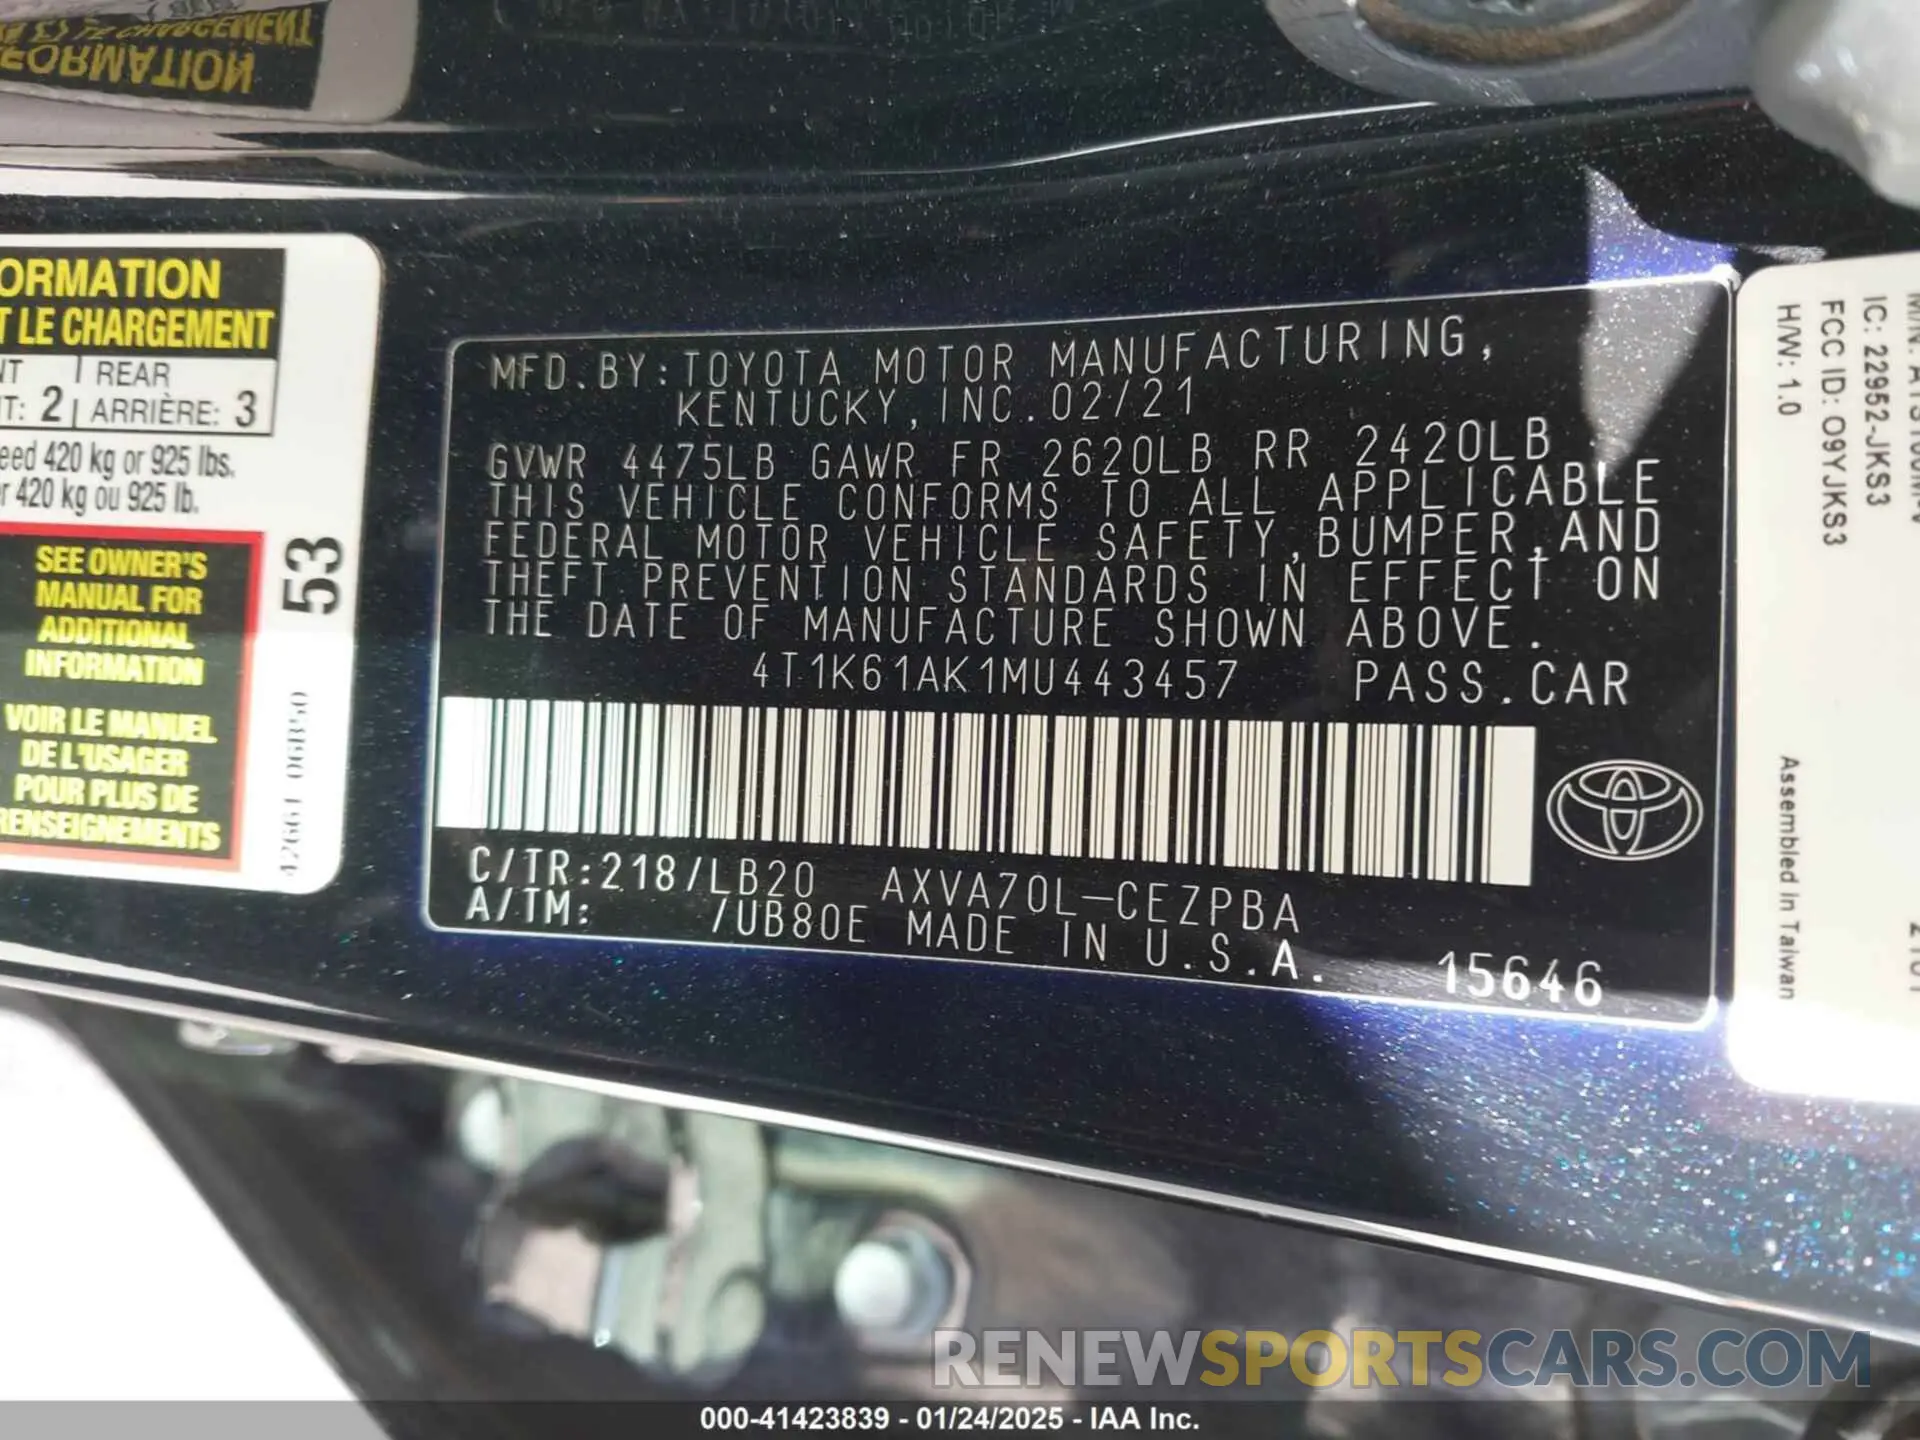 FORMATION
ORMATION
T LE CHARGEMENT
NT | REAR
NT: 2 | ARRIÈRE: 3
eed 420 kg or 925 lbs.
r 420 kg ou 925 lb.
SEE OWNER'S
MANUAL FOR
ADDITIONAL
INFORMATION
VOIR LE MANUEL
DE L'USAGER
POUR PLUS DE
RENSEIGNEMENTS
53
MFD.BY:TOYOTA MOTOR MANUFACTURING,
KENTUCKY,INC.02/21
GVWR 4475LB GAWR FR 2620LB RR 2420LB
THIS VEHICLE CONFORMS TO ALL APPLICABLE
FEDERAL MOTOR VEHICLE SAFETY,BUMPER,AND
THEFT PREVENTION STANDARDS IN EFFECT ON
THE DATE OF MANUFACTURE SHOWN ABOVE.
4T1K61AK1MU443457 PASS.CAR
C/TR:218/LB20 AXVA70L-CEZPBA
A/TM: /UB80E MADE IN U.S.A. 15646
IC: 22952-JKS3
FCC ID: O9YJKS3
H/W: 1.0
Assembled in Taiwan
RENEWSPORTSCARS.COM
000-41423839 - 01/24/2025 - IAA Inc.